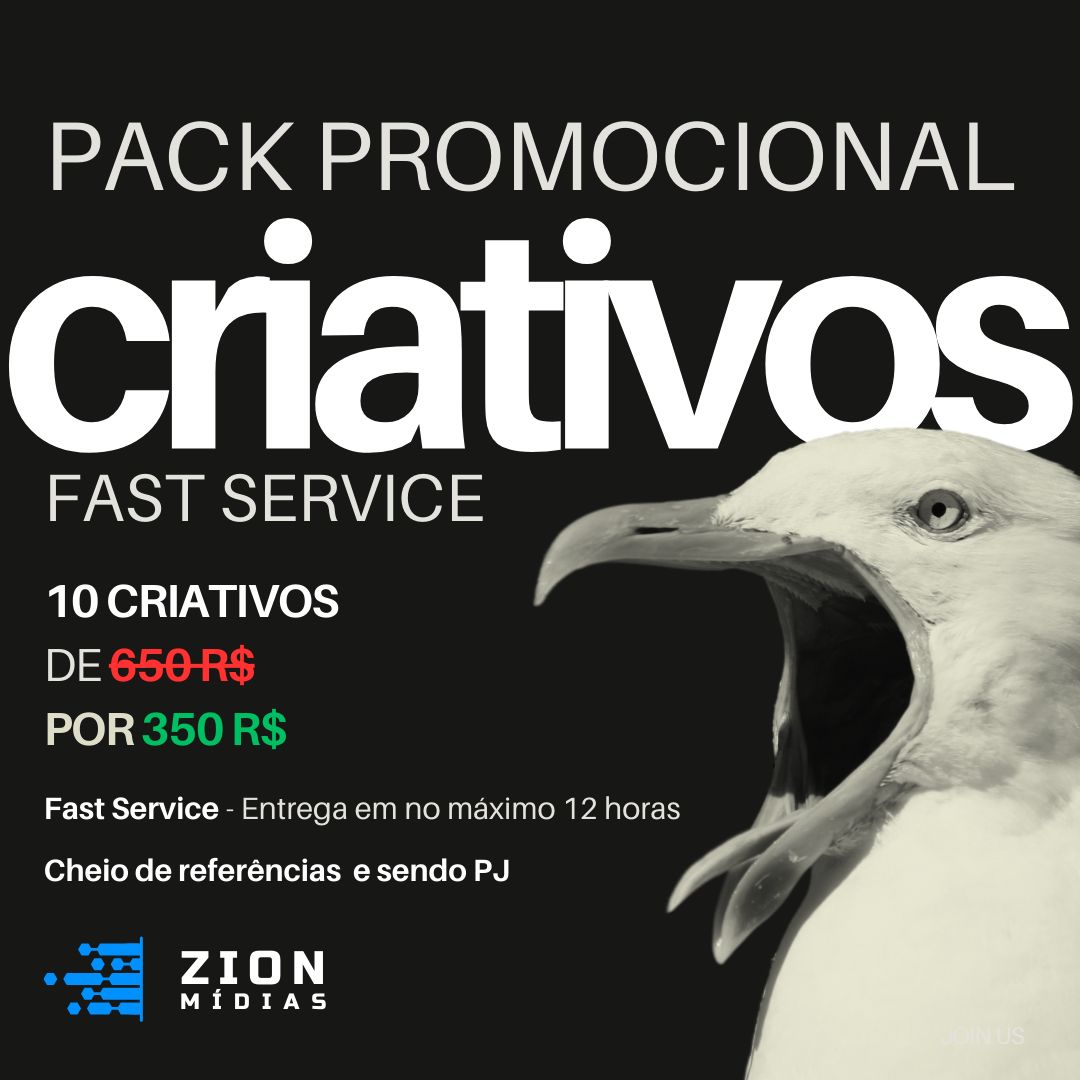 PACK PROMOCIONAL
criativos
FAST SERVICE
10 CRIATIVOS
DE 650 R$
POR 350 R$
Fast Service - Entrega em no máximo 12 horas
Cheio de referências  e sendo PJ
ZION
MÍDIAS
JOIN US